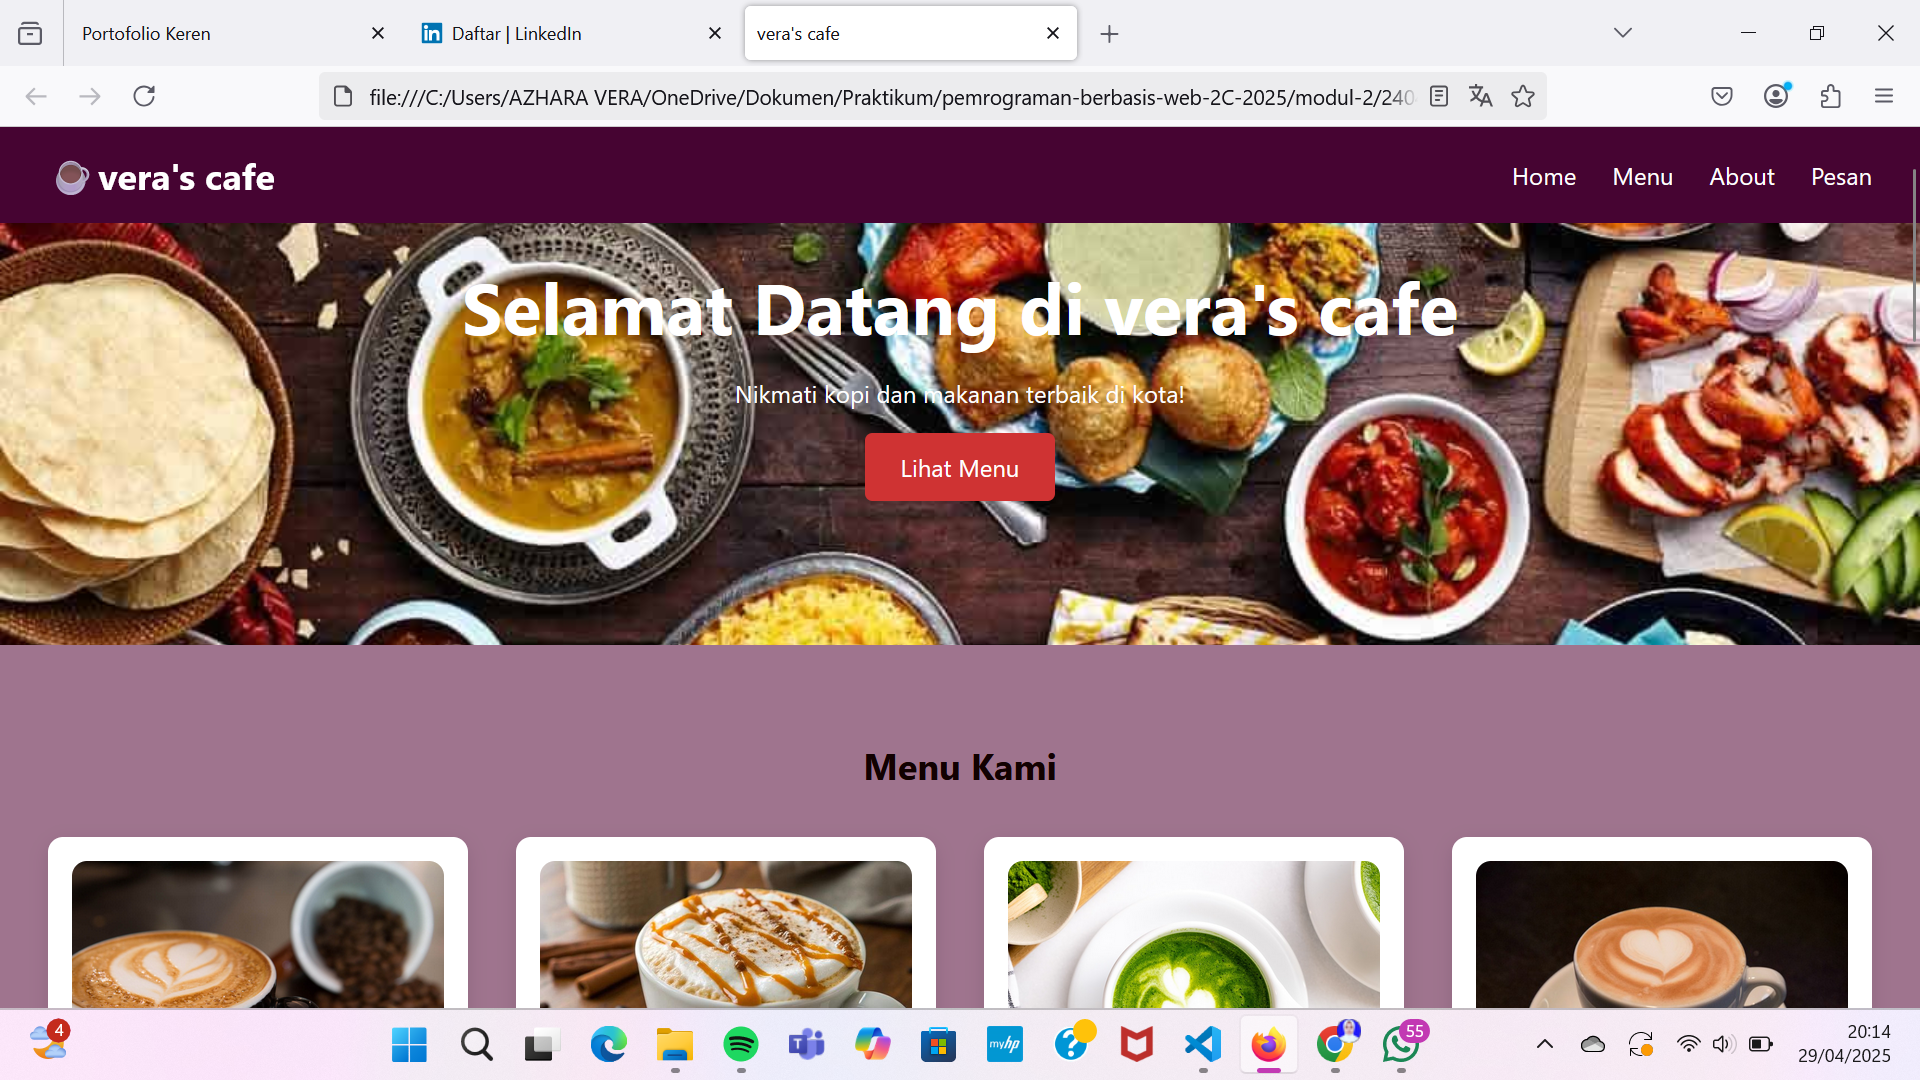 Portofolio Keren
Daftar | LinkedIn
vera's cafe
file:///C:/Users/AZHARA VERA/OneDrive/Dokumen/Praktikum/pemrograman-berbasis-web-2C-2025/modul-2/240
vera's cafe
Home Menu About Pesan
Selamat Datang di vera's cafe
Nikmati kopi dan makanan terbaik di kota!
Lihat Menu
Menu Kami
4
myhp
55
20:14
29/04/2025